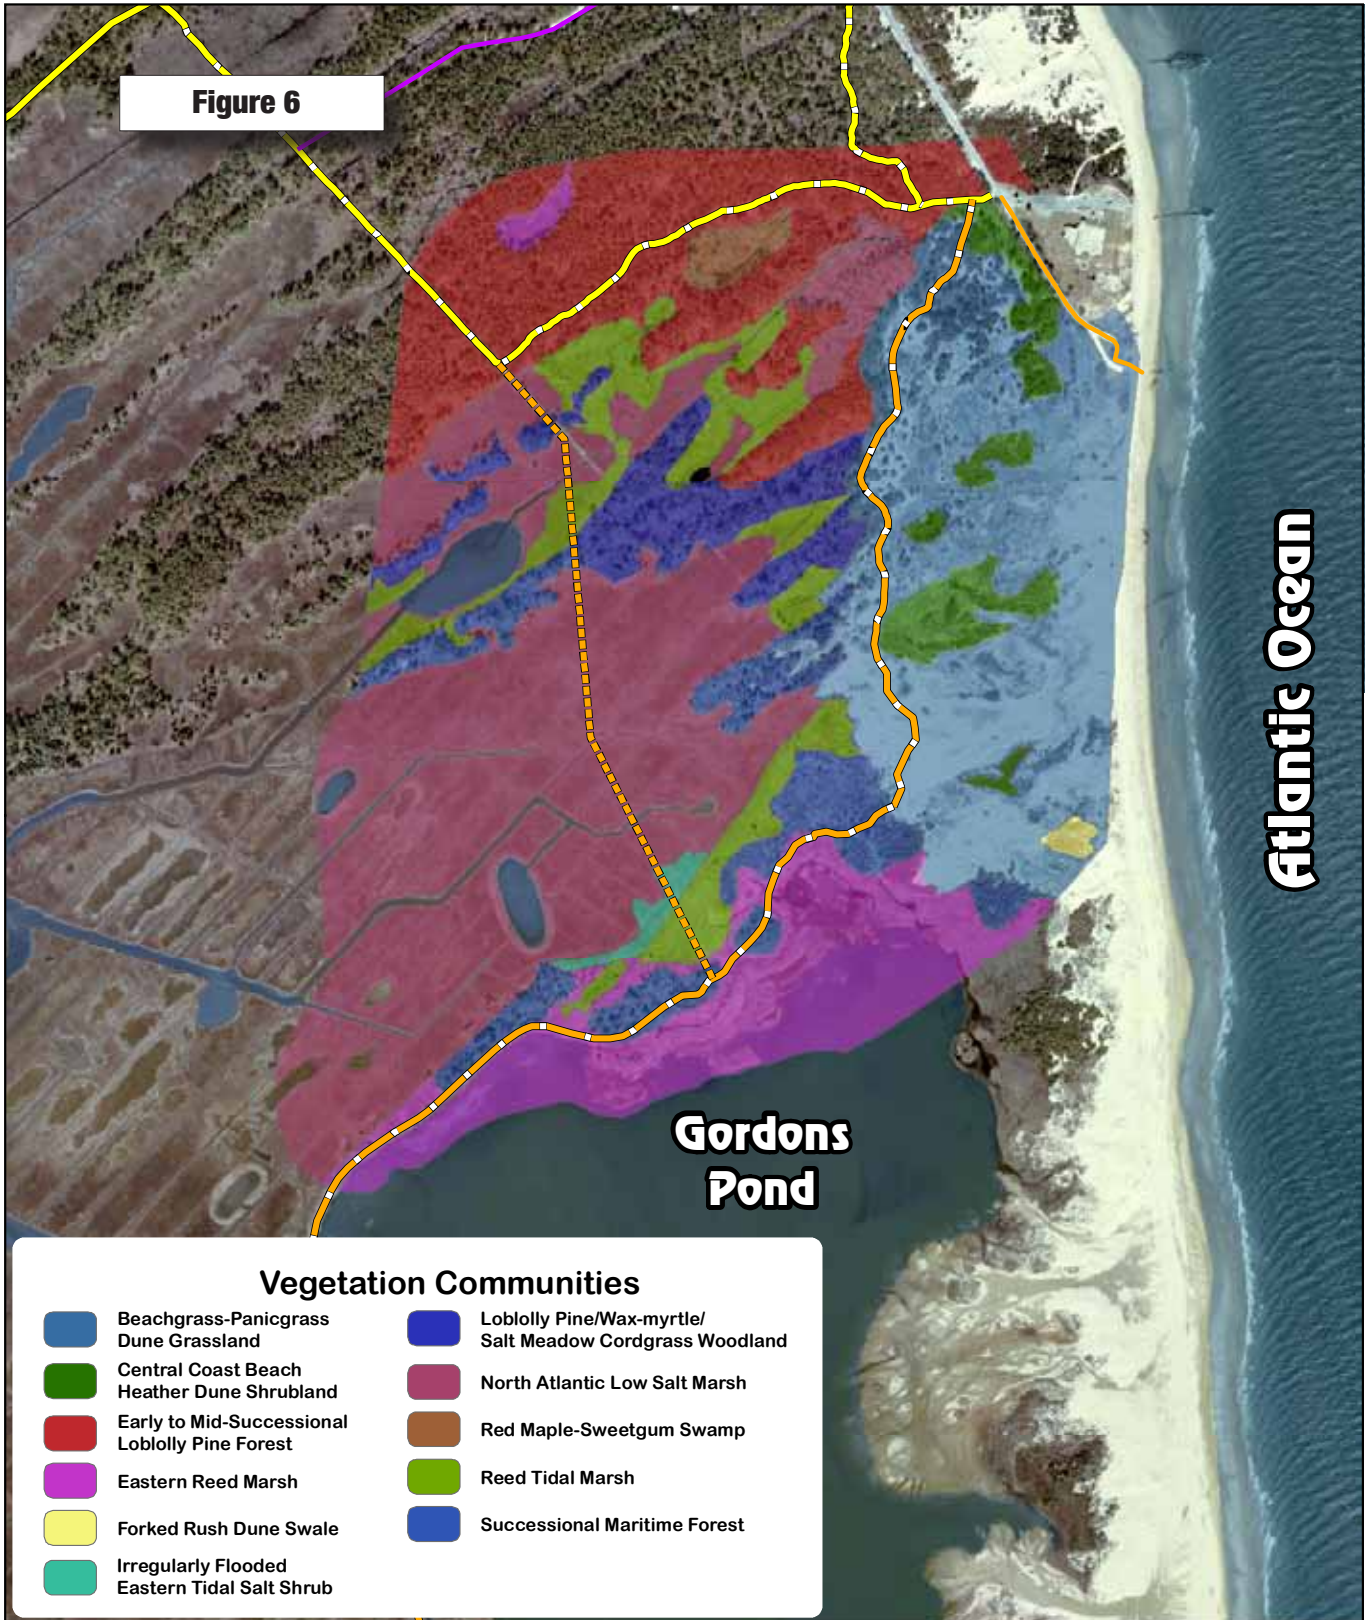 Figure 6
Atlantic Ocean
Gordons
Pond
Vegetation Communities
Beachgrass-Panicgrass
Dune Grassland
Central Coast Beach
Heather Dune Shrubland
Early to Mid-Successional
Loblolly Pine Forest
Eastern Reed Marsh
Forked Rush Dune Swale
Irregularly Flooded
Eastern Tidal Salt Shrub
Loblolly Pine/Wax-myrtle/
Salt Meadow Cordgrass Woodland
North Atlantic Low Salt Marsh
Red Maple-Sweetgum Swamp
Reed Tidal Marsh
Successional Maritime Forest